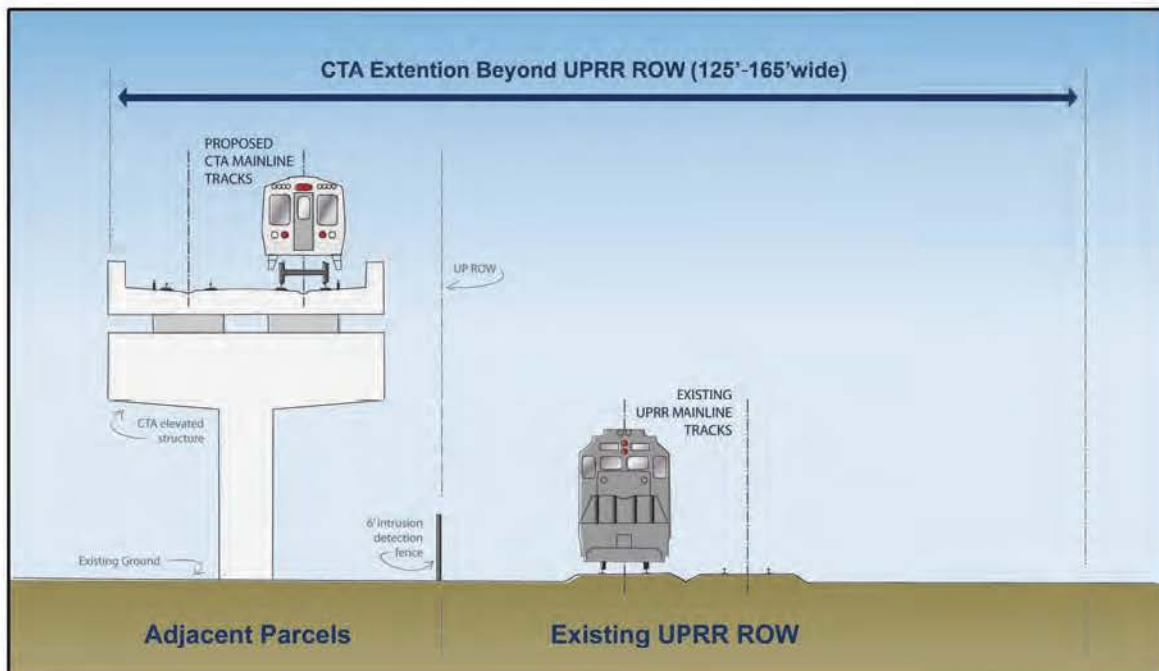 CTA Extention Beyond UPRR ROW (125'-165'wide)
PROPOSED
CTA MAINLINE
TRACKS
UP ROW
EXISTING
UPRR MAINLINE
TRACKS
CTA elevated
structure
6' intrusion
detection
fence
Existing Ground
Adjacent Parcels
Existing UPRR ROW